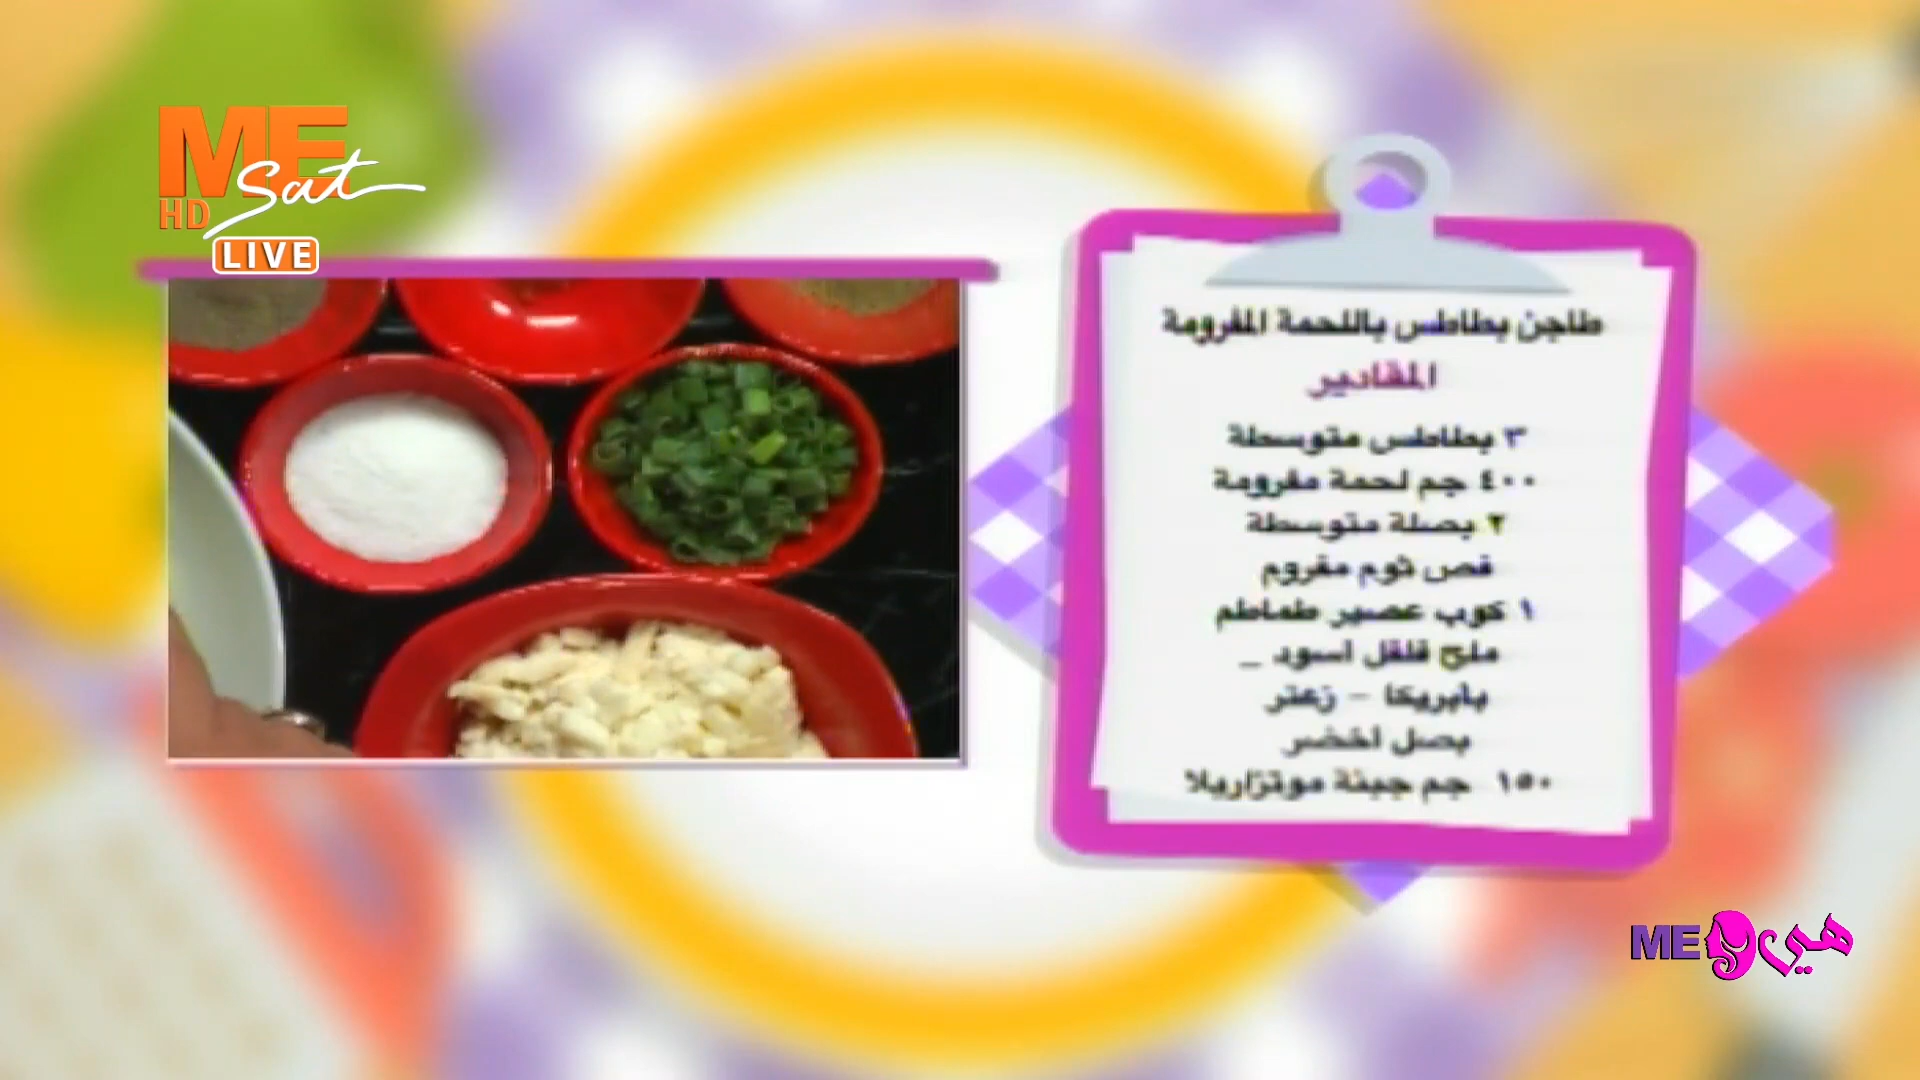 ME
Sat
HD
LIVE
طاجن بطاطس باللحمة المفرومة
المقادير
٣ بطاطس متوسطة
٤٠٠ جم لحمة مفرومة
٢ بصلة متوسطة
فص ثوم مفروم
١ كوب عصير طماطم
ملح فلفل اسود _
بابريكا - زعتر
بصل اخضر
١٥٠ جم جبنة موتزاريلا
ME هي